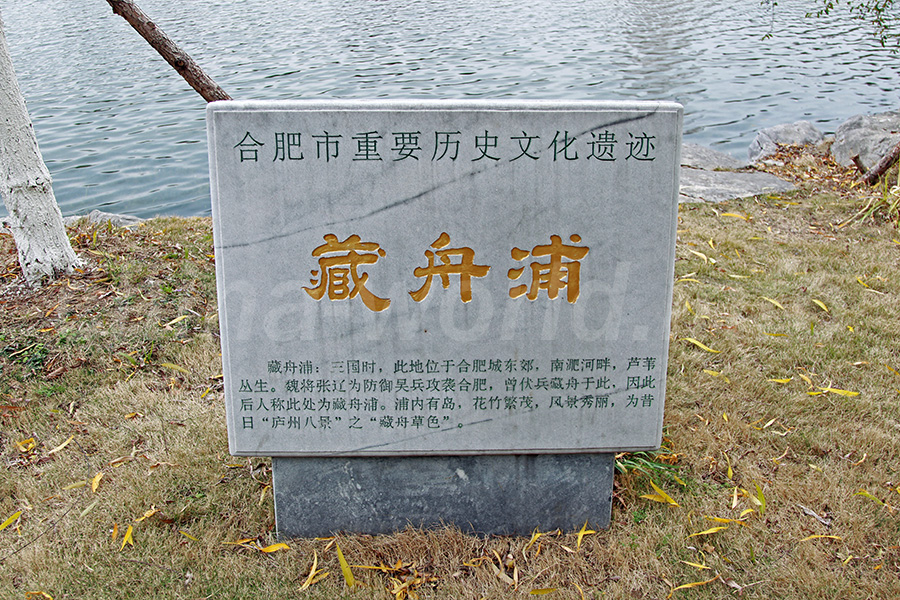 合肥市重要历史文化遗迹
藏舟浦
藏舟浦：三国时，此地位于合肥城东郊，南淝河畔，芦苇
丛生。魏将张辽为防御吴兵攻袭合肥，曾伏兵藏舟于此，因此
后人称此处为藏舟浦。浦内有岛，花竹繁茂，风景秀丽，为昔
日“庐州八景”之“藏舟草色”。